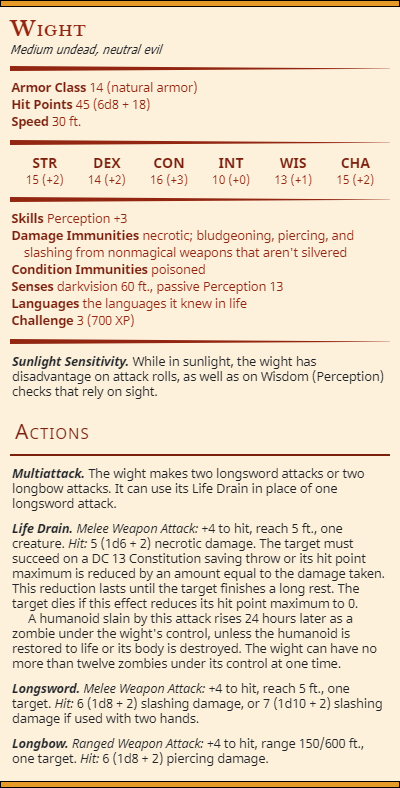 Wight
Medium undead, neutral evil
Armor Class 14 (natural armor)
Hit Points 45 (6d8 + 18)
Speed 30 ft.
STR DEX CON INT WIS CHA
15 (+2) 14 (+2) 16 (+3) 10 (+0) 13 (+1) 15 (+2)
Skills Perception +3
Damage Immunities necrotic; bludgeoning, piercing, and
slashing from nonmagical weapons that aren't silvered
Condition Immunities poisoned
Senses darkvision 60 ft., passive Perception 13
Languages the languages it knew in life
Challenge 3 (700 XP)
Sunlight Sensitivity. While in sunlight, the wight has
disadvantage on attack rolls, as well as on Wisdom (Perception)
checks that rely on sight.
Actions
Multiattack. The wight makes two longsword attacks or two
longbow attacks. It can use its Life Drain in place of one
longsword attack.
Life Drain. Melee Weapon Attack: +4 to hit, reach 5 ft., one
creature. Hit: 5 (1d6 + 2) necrotic damage. The target must
succeed on a DC 13 Constitution saving throw or its hit point
maximum is reduced by an amount equal to the damage taken.
This reduction lasts until the target finishes a long rest. The
target dies if this effect reduces its hit point maximum to 0.
A humanoid slain by this attack rises 24 hours later as a
zombie under the wight's control, unless the humanoid is
restored to life or its body is destroyed. The wight can have no
more than twelve zombies under its control at one time.
Longsword. Melee Weapon Attack: +4 to hit, reach 5 ft., one
target. Hit: 6 (1d8 + 2) slashing damage, or 7 (1d10 + 2) slashing
damage if used with two hands.
Longbow. Ranged Weapon Attack: +4 to hit, range 150/600 ft.,
one target. Hit: 6 (1d8 + 2) piercing damage.